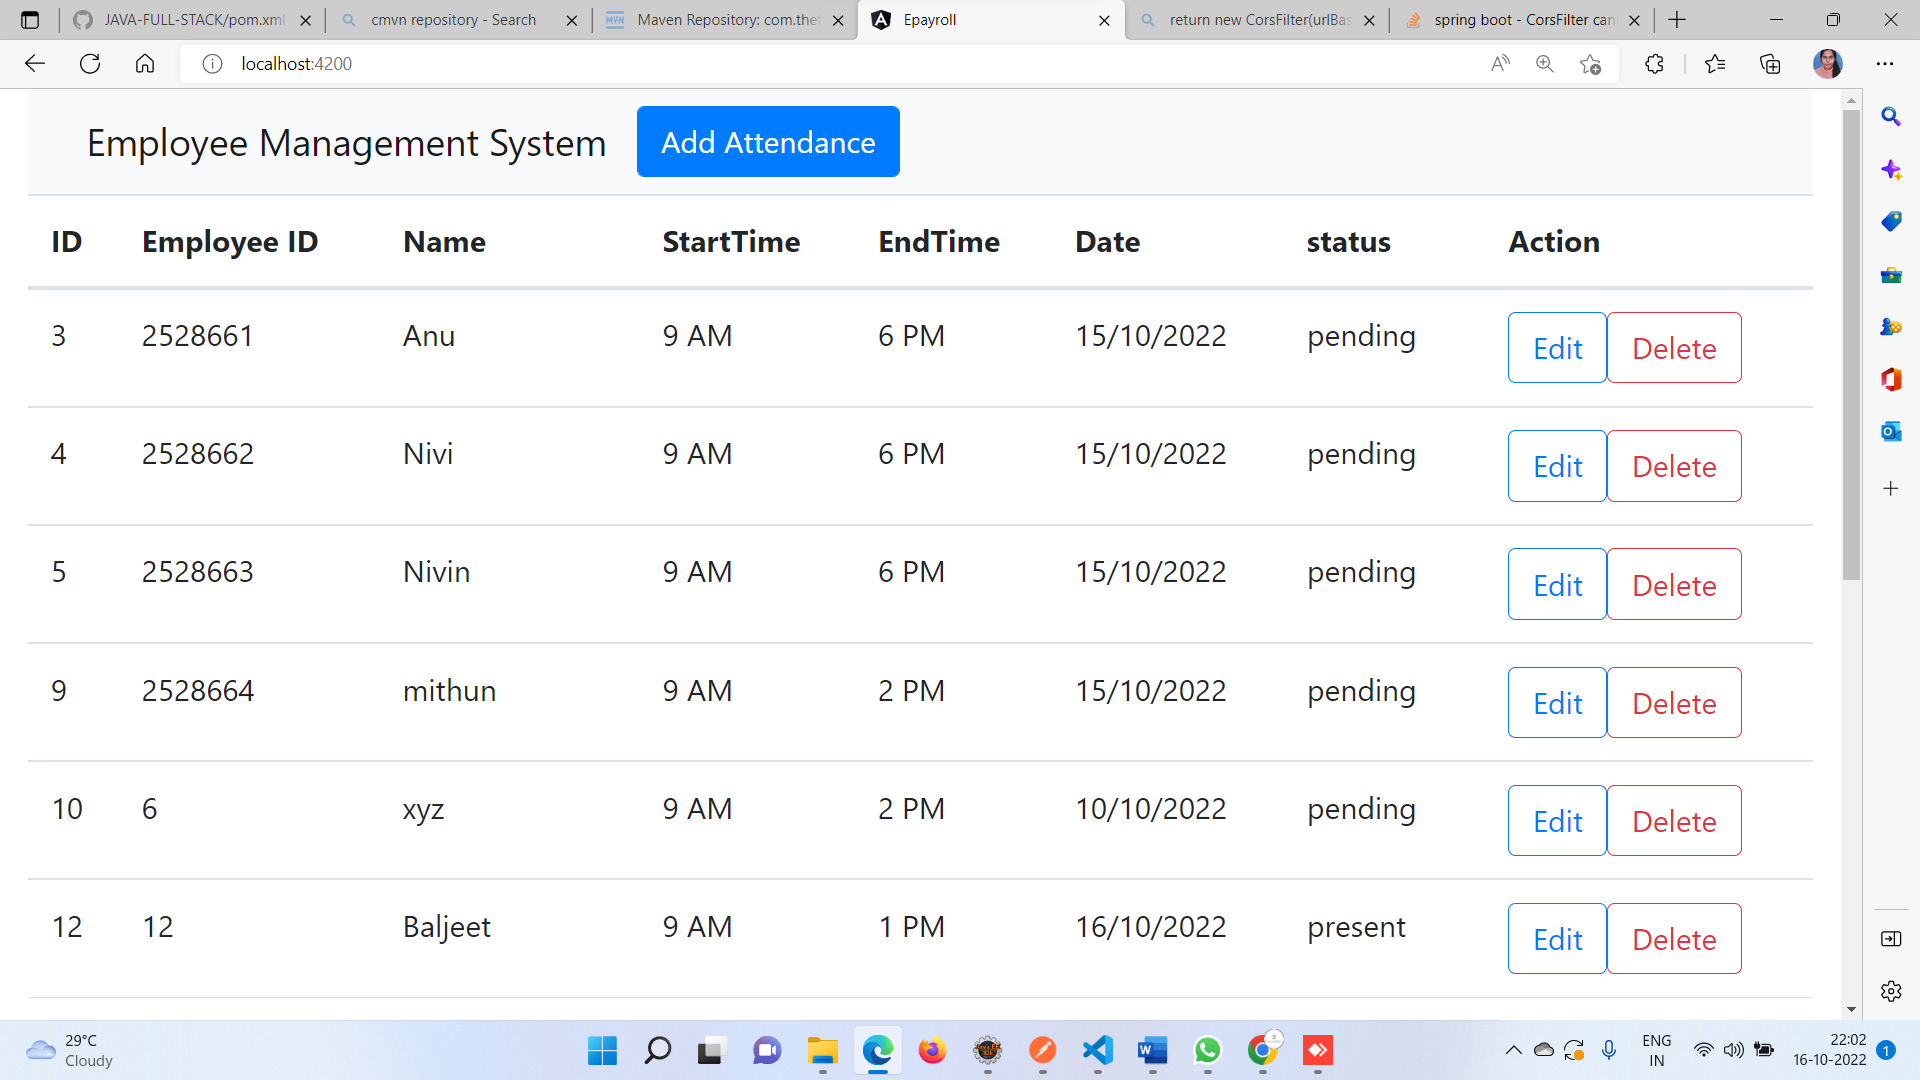 JAVA-FULL-STACK/pom.xml
cmvn repository - Search
MVN
Maven Repository: com.thet
Epayroll
return new CorsFilter(urlBas
spring boot - CorsFilter can
localhost:4200
Employee Management System Add Attendance
ID Employee ID Name StartTime EndTime Date status Action
3 2528661 Anu 9 AM 6 PM 15/10/2022 pending Edit Delete
4 2528662 Nivi 9 AM 6 PM 15/10/2022 pending Edit Delete
5 2528663 Nivin 9 AM 6 PM 15/10/2022 pending Edit Delete
9 2528664 mithun 9 AM 2 PM 15/10/2022 pending Edit Delete
10 6 xyz 9 AM 2 PM 10/10/2022 pending Edit Delete
12 12 Baljeet 9 AM 1 PM 16/10/2022 present Edit Delete
29°C
Cloudy
ENG
IN
22:02
16-10-2022
1